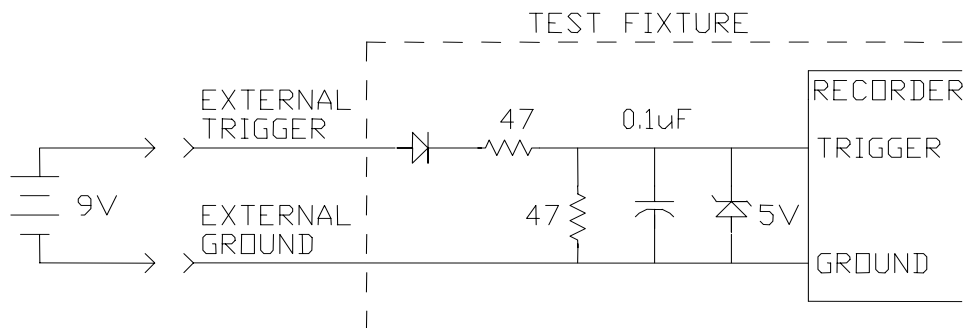 TEST FIXTURE
RECORDER
EXTERNAL
TRIGGER
47
0.1uF
TRIGGER
9V
EXTERNAL
GROUND
47
5V
GROUND